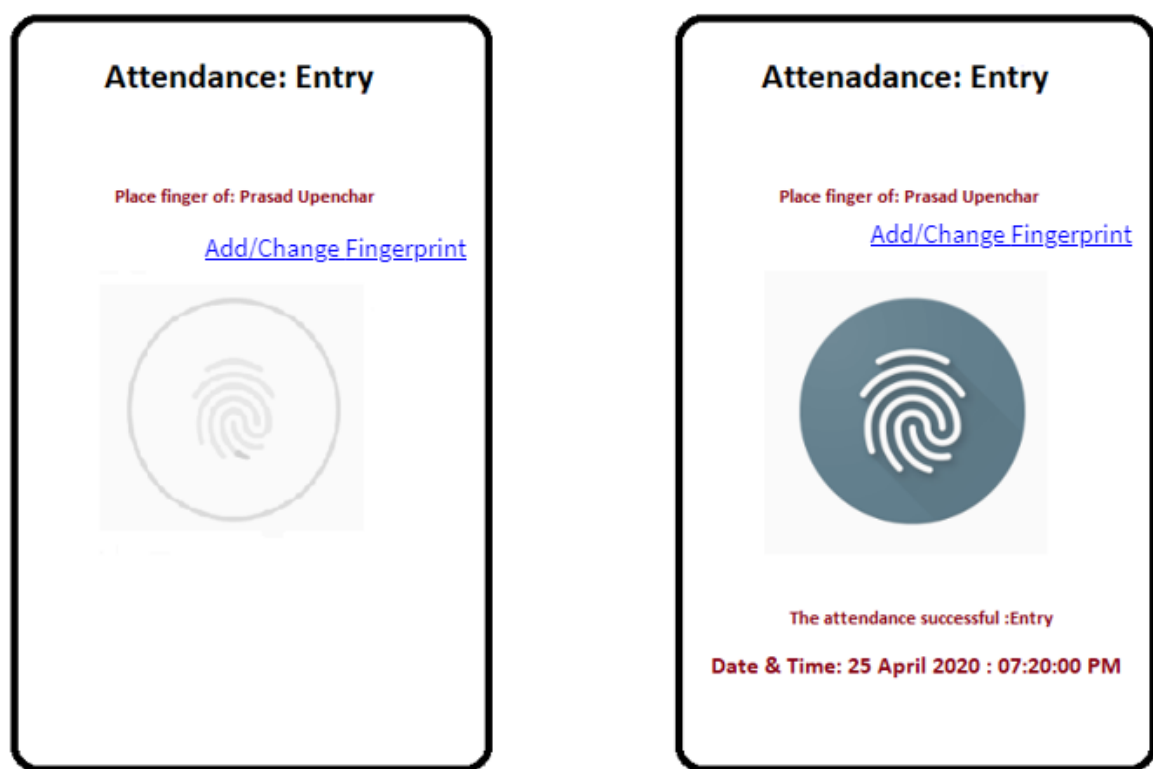 Attendance: Entry
Place finger of: Prasad Upenchar
Add/Change Fingerprint
Attenadance: Entry
Place finger of: Prasad Upenchar
Add/Change Fingerprint
The attendance successful :Entry
Date & Time: 25 April 2020 : 07:20:00 PM